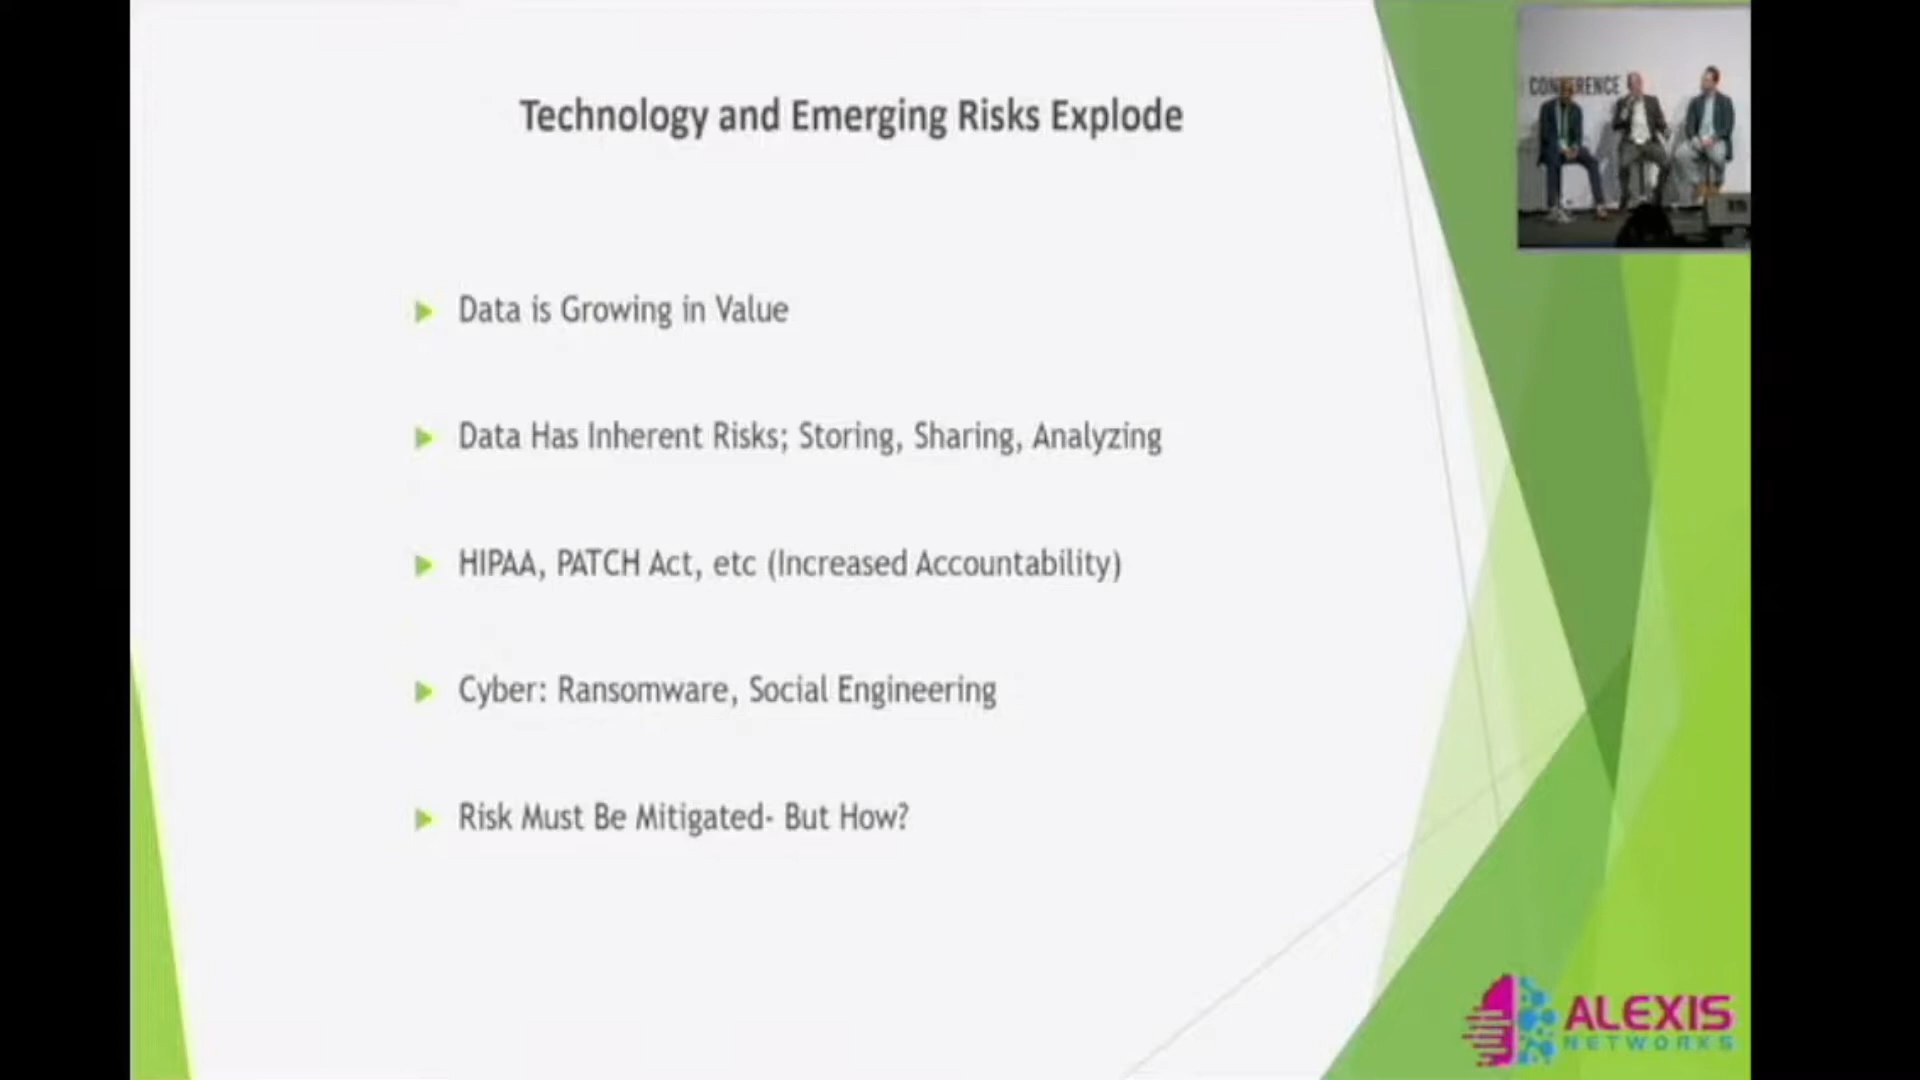 Technology and Emerging Risks Explode
CONFERENCE
Data is Growing in Value
Data Has Inherent Risks; Storing, Sharing, Analyzing
HIPAA, PATCH Act, etc (Increased Accountability)
Cyber: Ransomware, Social Engineering
Risk Must Be Mitigated- But How?
ALEXIS
NETWORKS